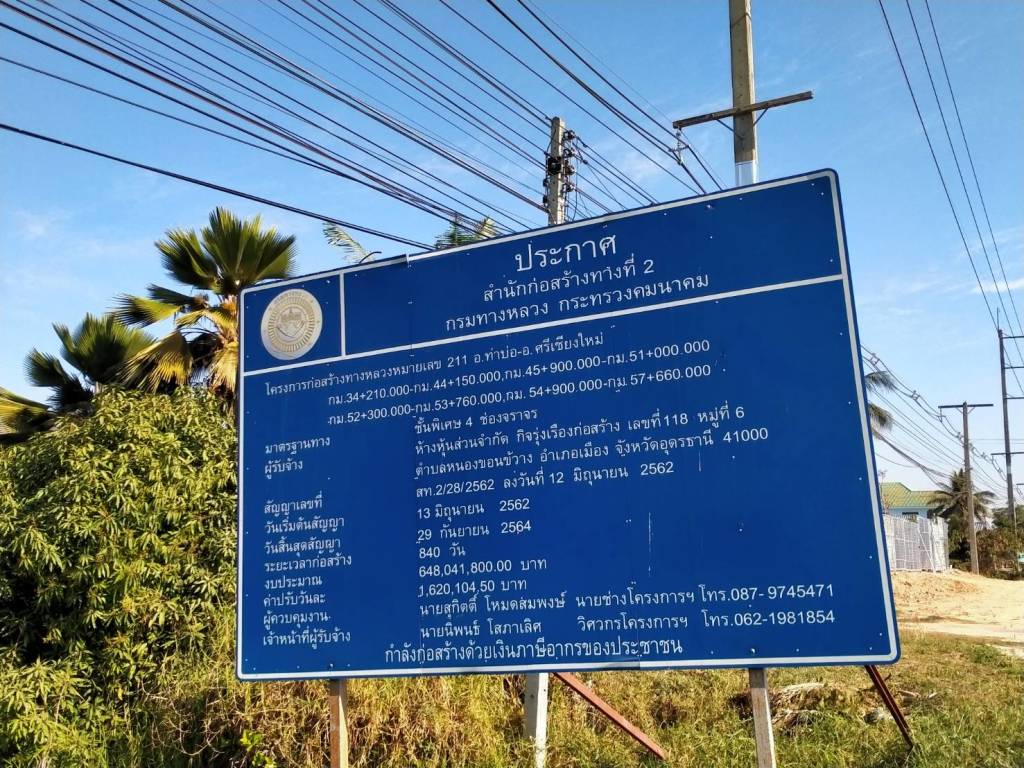 ประกาศ
สำนักก่อสร้างทางที่ 2
กรมทางหลวง กระทรวงคมนาคม
โครงการก่อสร้างทางหลวงหมายเลข 211 อ.ท่าบ่อ-อ.ศรีเชียงใหม่
กม.34+210.000-กม.44+150.000,กม.45+900.000-กม.51+000.000
กม.52+300.000-กม.53+760.000,กม. 54+900.000-กม.57+660.000
มาตรฐานทาง ชั้นพิเศษ 4 ช่องจราจร
ผู้รับจ้าง ห้างหุ้นส่วนจำกัด กิจรุ่งเรืองก่อสร้าง เลขที่118 หมู่ที่ 6
ตำบลหนองขอนขว้าง อำเภอเมือง จังหวัดอุดรธานี 41000
สัญญาเลขที่ สท.2/28/2562 ลงวันที่ 12 มิถุนายน 2562
วันเริ่มต้นสัญญา 13 มิถุนายน 2562
วันสิ้นสุดสัญญา 29 กันยายน 2564
ระยะเวลาก่อสร้าง 840 วัน
งบประมาณ 648,041,800.00 บาท
ค่าปรับวันละ 1,620,104.50 บาท
ผู้ควบคุมงาน นายสุกิตติ์ โหมดสมพงษ์ นายช่างโครงการฯ โทร.087-9745471
เจ้าหน้าที่ผู้รับจ้าง นายนิพนธ์ โสภาเลิศ วิศวกรโครงการฯ โทร.062-1981854
กำลังก่อสร้างด้วยเงินภาษีอากรของประชาชน